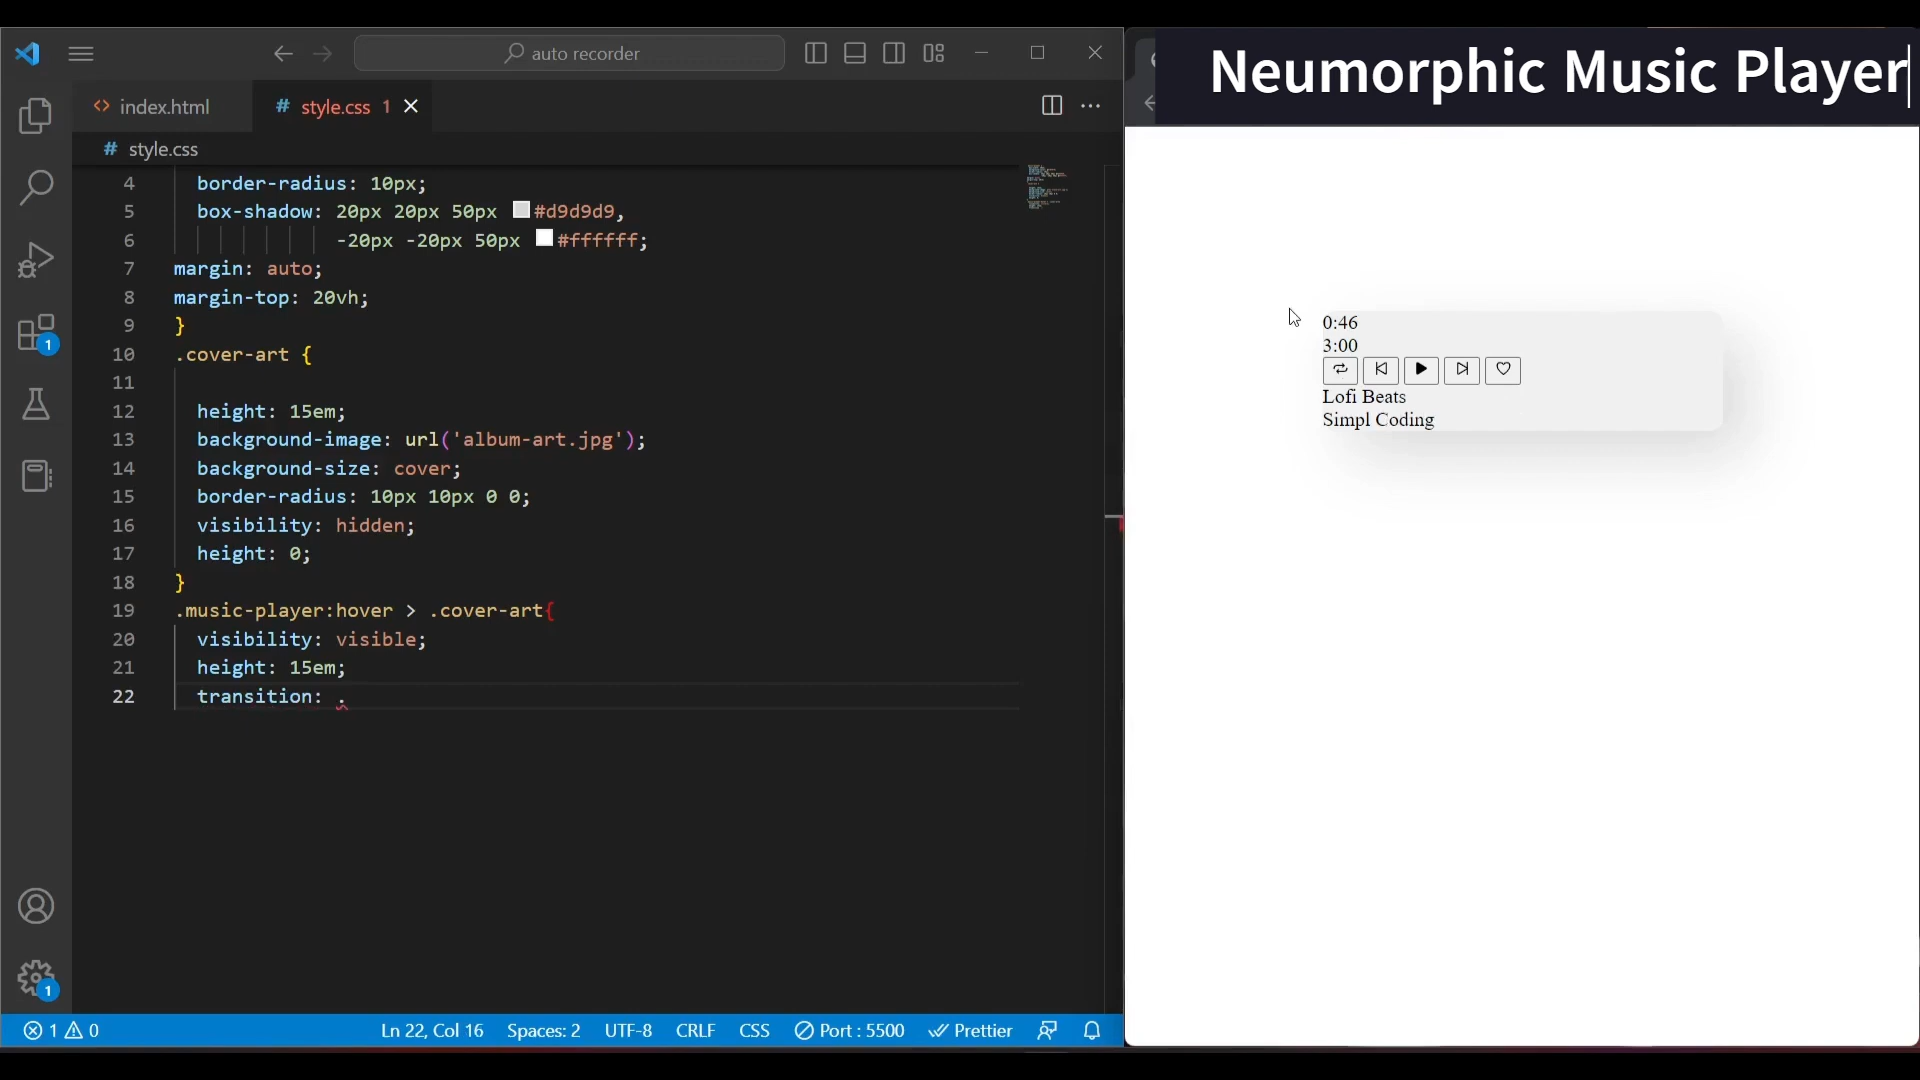 auto recorder
index.html
style.css 1
style.css
4 border-radius: 10px;
5 box-shadow: 20px 20px 50px #d9d9d9,
6 -20px -20px 50px #ffffff;
7 margin: auto;
8 margin-top: 20vh;
9 }
10 .cover-art {
11
12 height: 15em;
13 background-image: url('album-art.jpg');
14 background-size: cover;
15 border-radius: 10px 10px 0 0;
16 visibility: hidden;
17 height: 0;
18 }
19 .music-player:hover > .cover-art{
20 visibility: visible;
21 height: 15em;
22 transition: .
1
1
1 0 Ln 22, Col 16 Spaces: 2 UTF-8 CRLF CSS Port : 5500 Prettier
Neumorphic Music Player
0:46
3:00
Lofi Beats
Simpl Coding